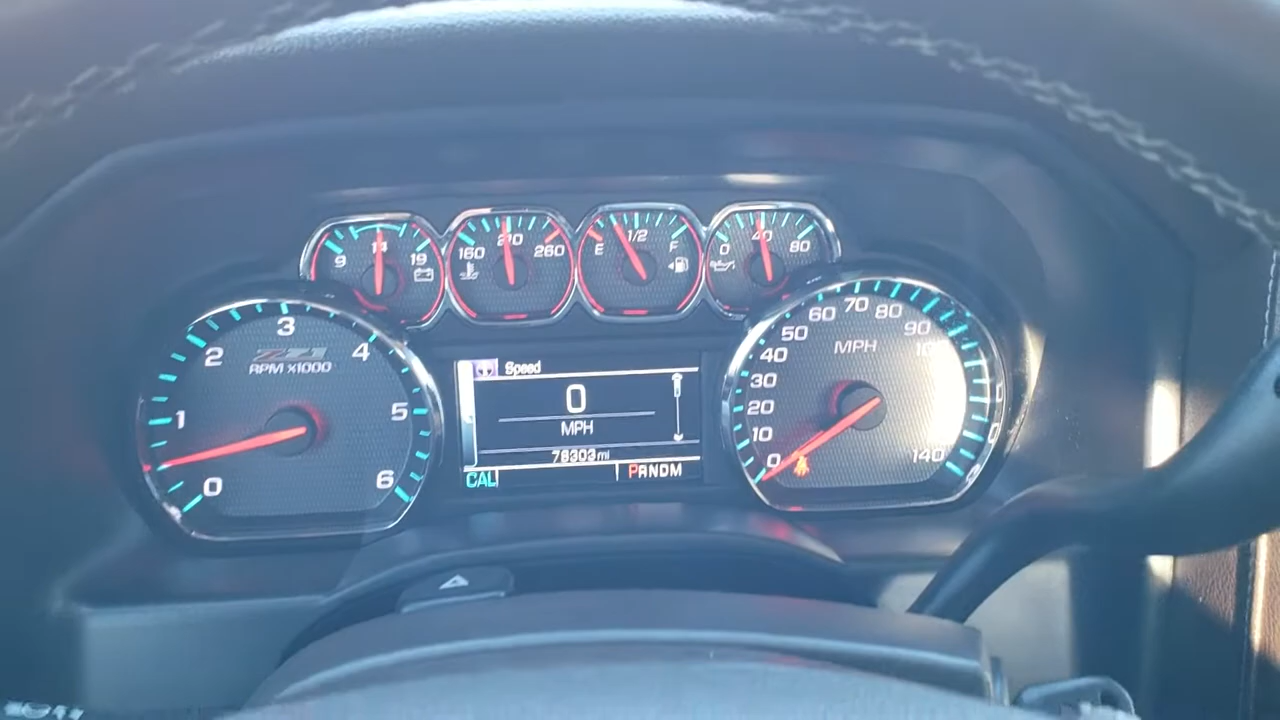 9 14 19
160 210 260
E 1/2 F
0 40 80
0 1 2 3 4 5 6
Z71
RPM x1000
Speed
0
MPH
78303 mi
CAL
PRNDM
0 10 20 30 40 50 60 70 80 90 140
MPH